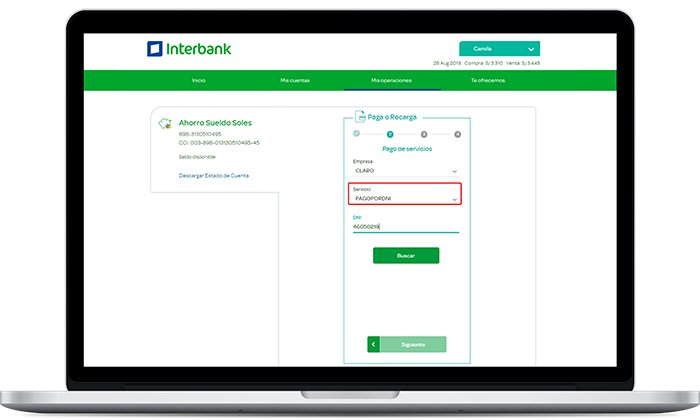 Interbank
Camila
28 Aug 2019 Compra: S/ 3.310 Venta: S/ 3.445
Inicio
Mis cuentas
Mis operaciones
Te ofrecemos
Ahorro Sueldo Soles
898-3130510495
CCI: 003-898-013130510495-45
Saldo disponible
Descargar Estado de Cuenta
Paga o Recarga
2
3
4
Pago de servicios
Empresa
CLARO
Servicio
PAGOPORDNI
DNI
46050219
Buscar
Siguiente